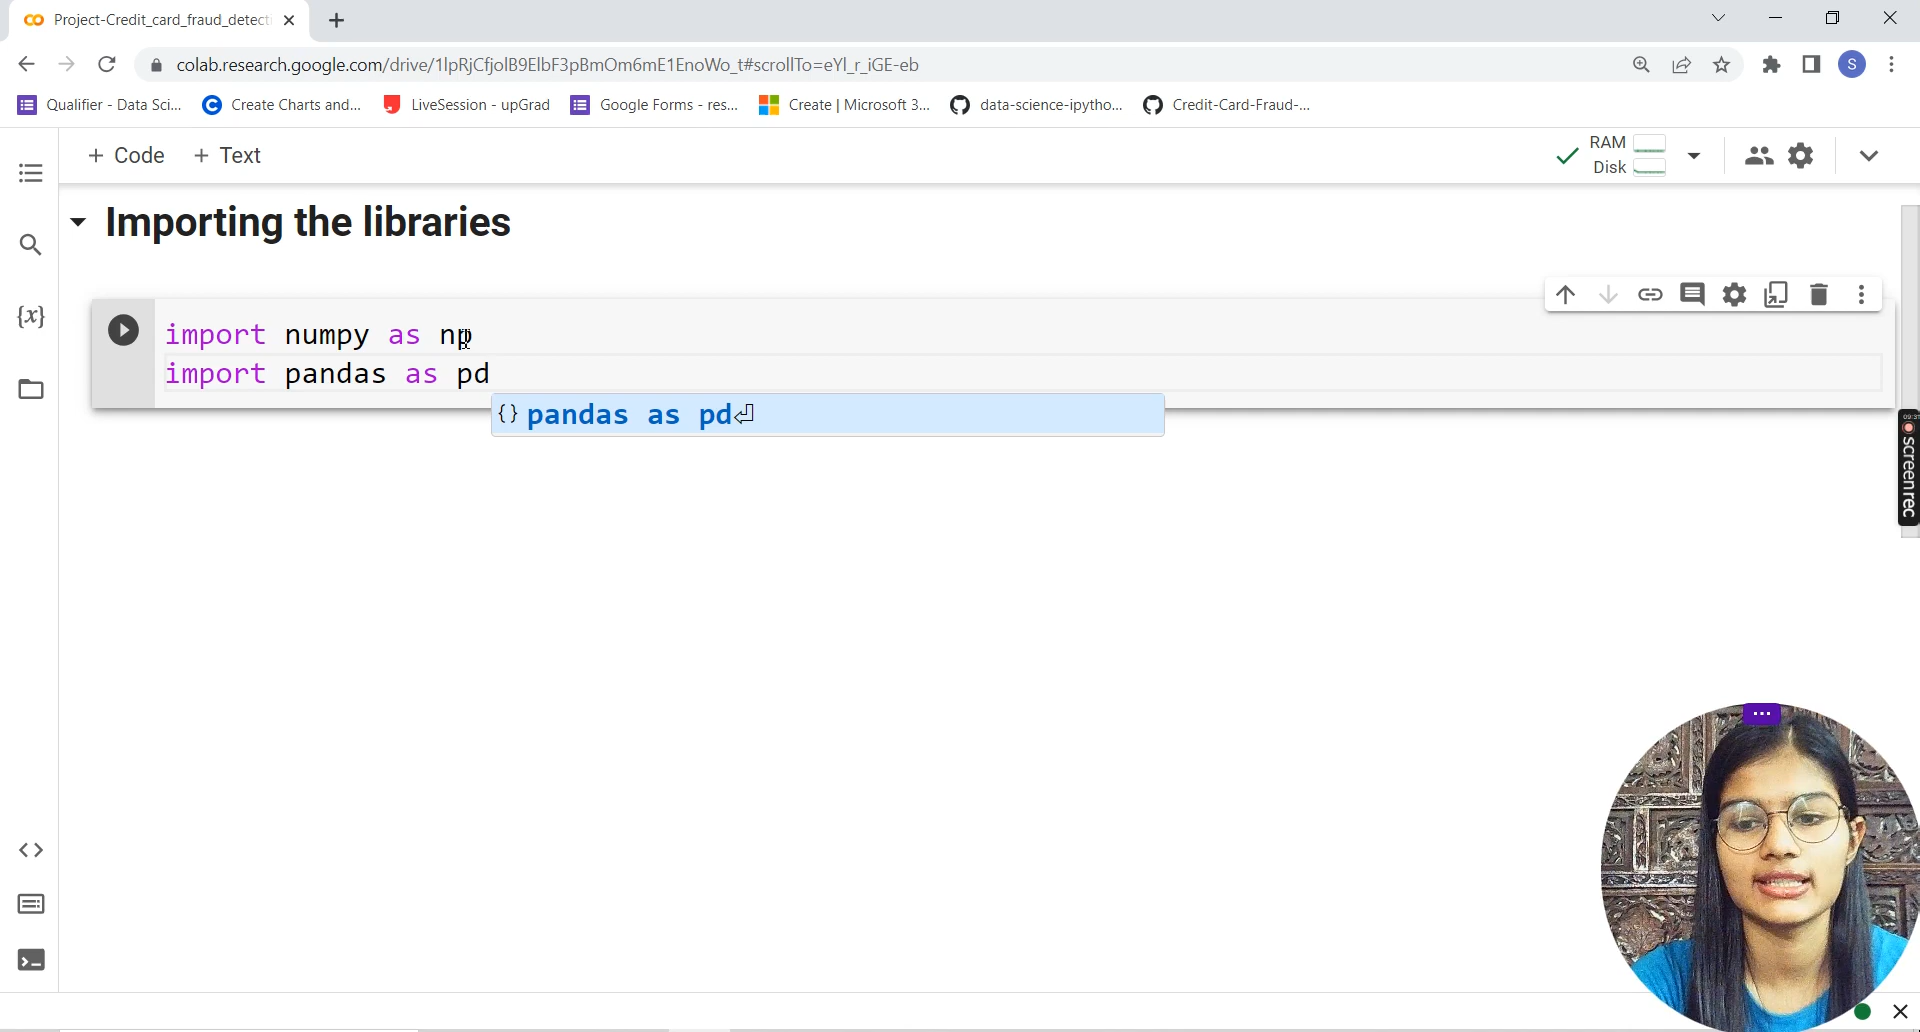 Project-Credit_card_fraud_detecti
colab.research.google.com/drive/1lpRjCfjolB9ElbF3pBmOm6mE1EnoWo_t#scrollTo=eYl_r_iGE-eb
S
Qualifier - Data Sci... Create Charts and... LiveSession - upGrad Google Forms - res... Create | Microsoft 3... data-science-ipytho... Credit-Card-Fraud-...
+ Code + Text
RAM
Disk
Importing the libraries
{x}
import numpy as np
import pandas as pd
{} pandas as pd
screenrec